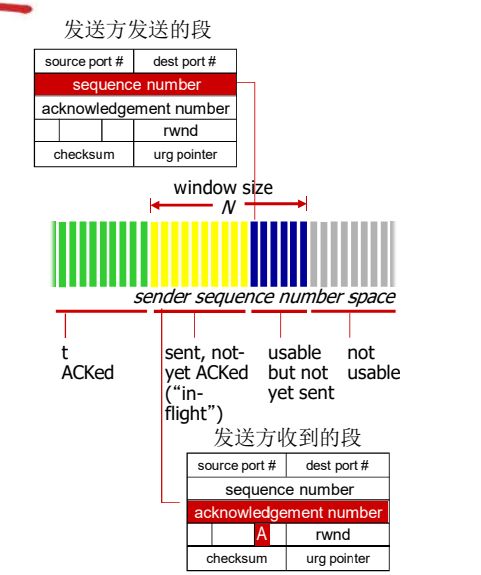 发送方发送的段
source port # dest port #
sequence number
acknowledgement number
rwnd
checksum urg pointer
window size
N
sender sequence number space
t
ACKed
sent, not-
yet ACKed
(“in-
flight”)
usable
but not
yet sent
not
usable
发送方收到的段
source port # dest port #
sequence number
acknowledgement number
A rwnd
checksum urg pointer